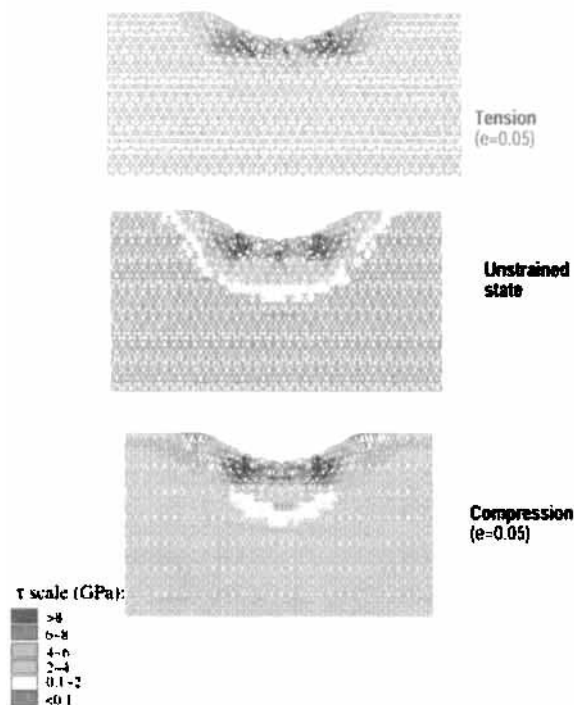 Tension
(e=0.05)
Unstrained
state
Compression
(e=0.05)
τ scale (GPa):
>8
6-8
4-6
2-4
0.1-2
<0.1